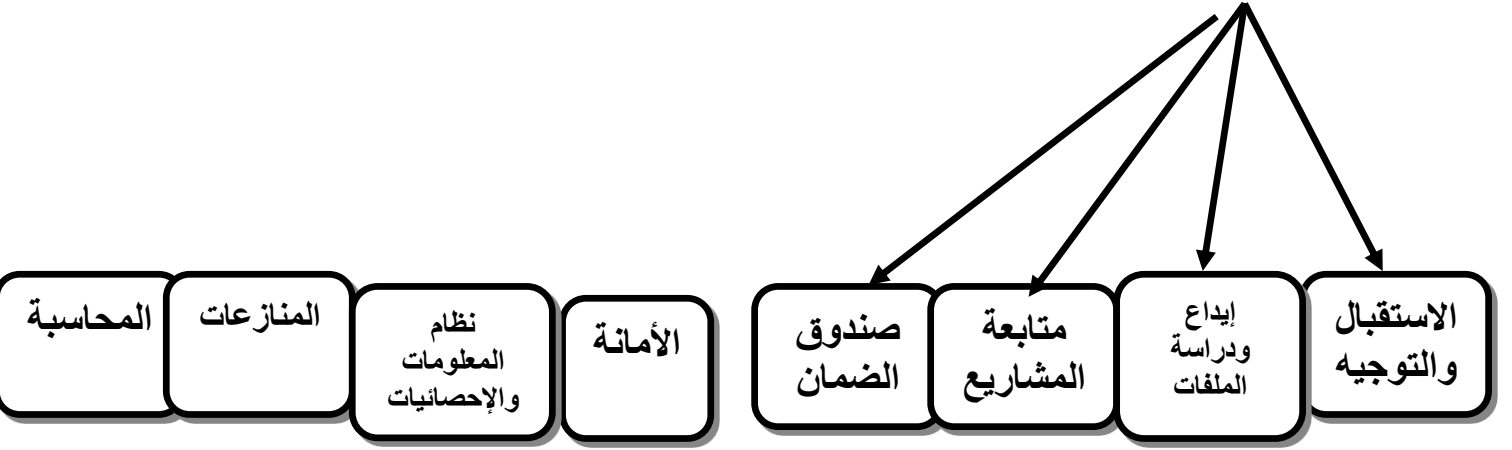 الاستقبال
والتوجيه
إيداع
ودراسة
الملفات
متابعة
المشاريع
صندوق
الضمان
الأمانة
نظام
المعلومات
والإحصائيات
المنازعات
المحاسبة